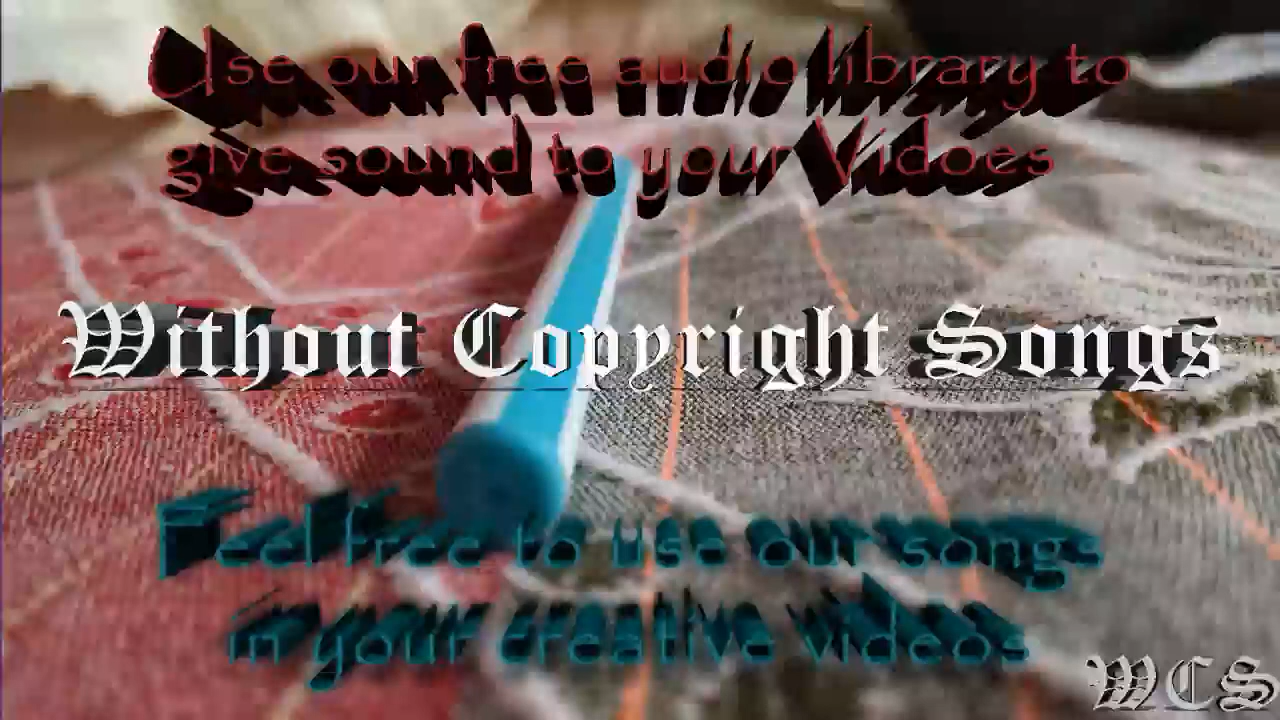 Use our free audio library to
give sound to your Vidoes
Without Copyright Songs
Feel free to use our songs
in your creative videos
WCS